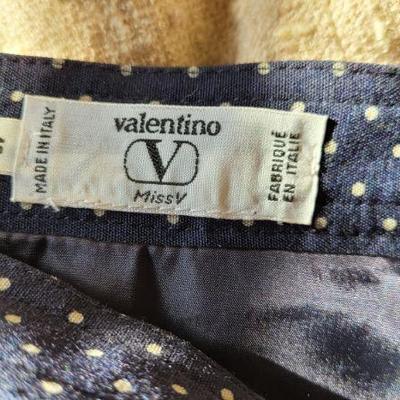 MADE IN ITALY
valentino
V
MissV
FABRIQUÉ
EN ITALIE